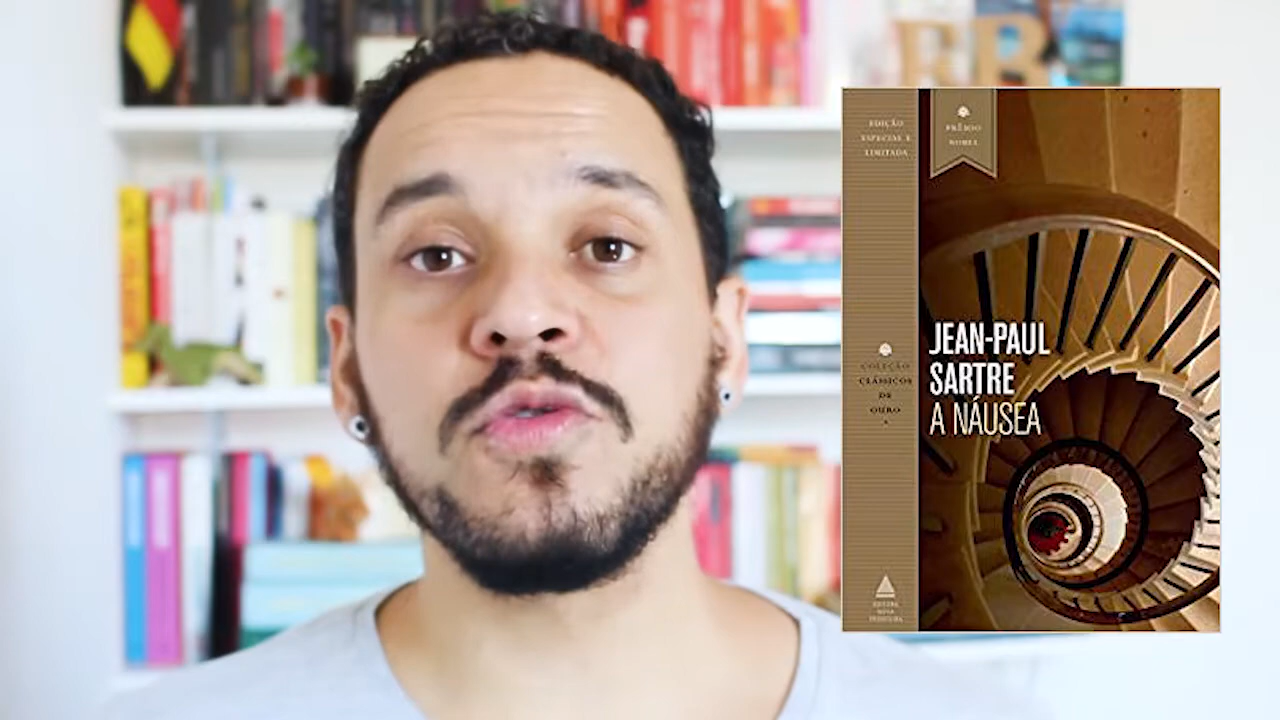 EDIÇÃO
ESPECIAL E
LIMITADA
PRÊMIO
NOBEL
JEAN-PAUL
SARTRE
A NÁUSEA
COLEÇÃO
CLÁSSICOS
DE
OURO
EDITORA
NOVA
FRONTEIRA